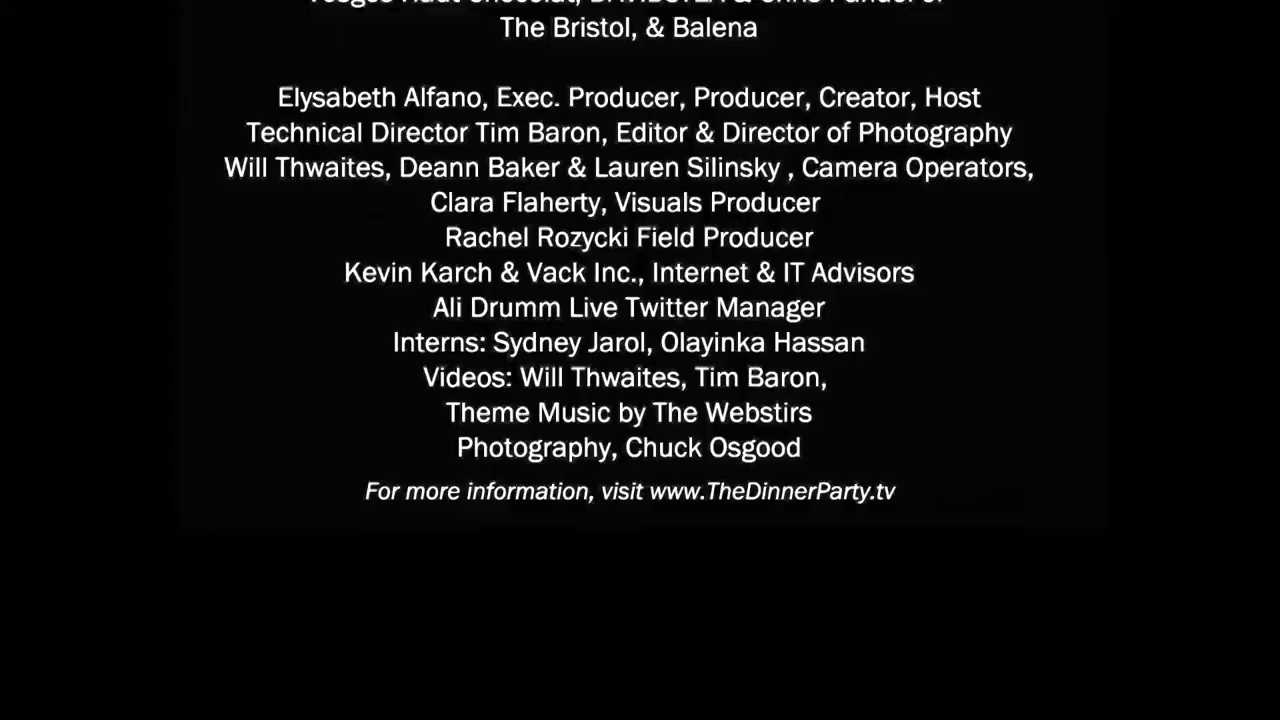 The Bristol, & Balena
Elysabeth Alfano, Exec. Producer, Producer, Creator, Host
Technical Director Tim Baron, Editor & Director of Photography
Will Thwaites, Deann Baker & Lauren Silinsky , Camera Operators,
Clara Flaherty, Visuals Producer
Rachel Rozycki Field Producer
Kevin Karch & Vack Inc., Internet & IT Advisors
Ali Drumm Live Twitter Manager
Interns: Sydney Jarol, Olayinka Hassan
Videos: Will Thwaites, Tim Baron,
Theme Music by The Webstirs
Photography, Chuck Osgood
For more information, visit www.TheDinnerParty.tv